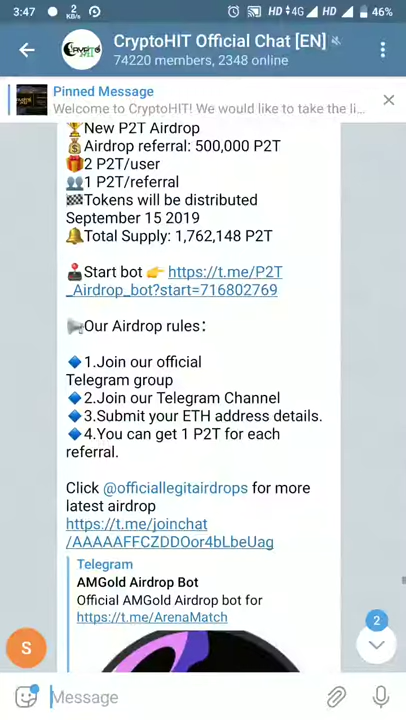 3:47 2 KB/s HD 4G HD 46%
CryptoHIT Official Chat [EN]
74220 members, 2348 online
Pinned Message
Welcome to CryptoHIT! We would like to take the li...
🏆New P2T Airdrop
💰Airdrop referral: 500,000 P2T
🎁2 P2T/user
👥1 P2T/referral
🏁Tokens will be distributed
September 15 2019
🔔Total Supply: 1,762,148 P2T
🕹Start bot 👉 https://t.me/P2T
_Airdrop_bot?start=716802769
📢Our Airdrop rules：
🔷1.Join our official
Telegram group
🔷2.Join our Telegram Channel
🔷3.Submit your ETH address details.
🔷4.You can get 1 P2T for each
referral.
Click @officiallegitairdrops for more
latest airdrop
https://t.me/joinchat
/AAAAAFFCZDDOor4bLbeUag
Telegram
AMGold Airdrop Bot
Official AMGold Airdrop bot for
https://t.me/ArenaMatch
2
S
Message